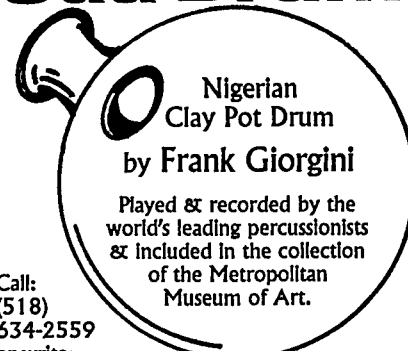 Nigerian
Clay Pot Drum
by Frank Giorgini
Played & recorded by the
world's leading percussionists
& included in the collection
of the Metropolitan
Museum of Art.
Call:
(518)
634-2559